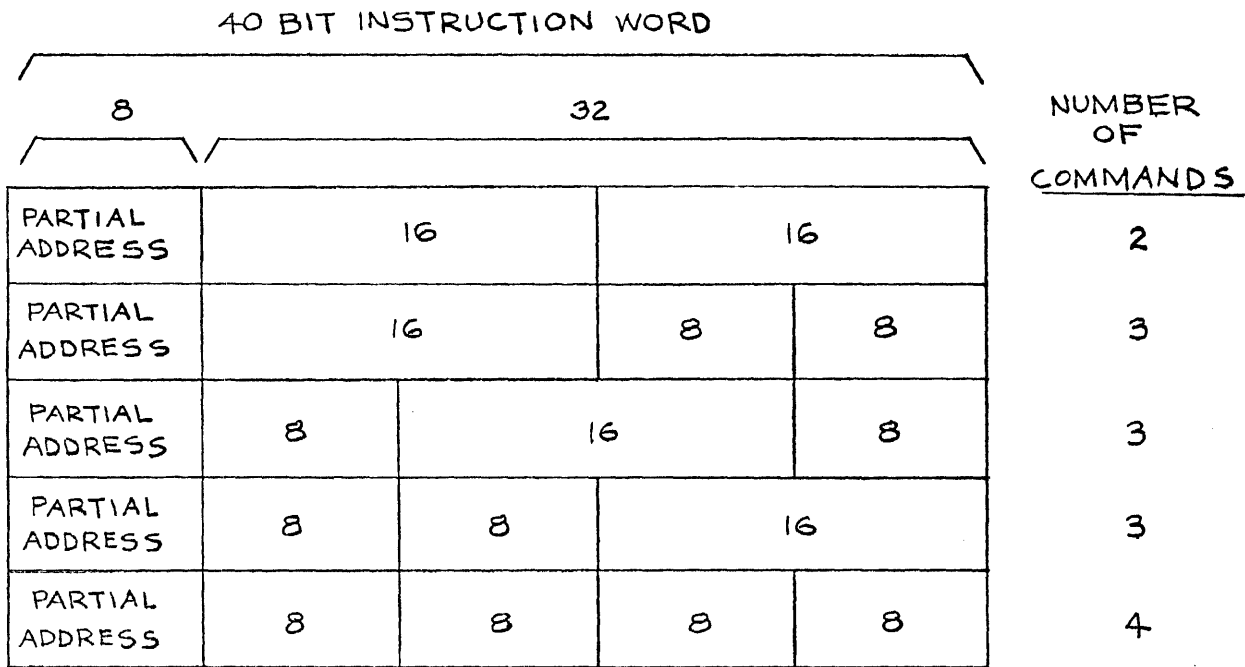 40 BIT INSTRUCTION WORD
8 32
NUMBER
OF
COMMANDS
PARTIAL
ADDRESS 16 16 2
PARTIAL
ADDRESS 16 8 8 3
PARTIAL
ADDRESS 8 16 8 3
PARTIAL
ADDRESS 8 8 16 3
PARTIAL
ADDRESS 8 8 8 8 4